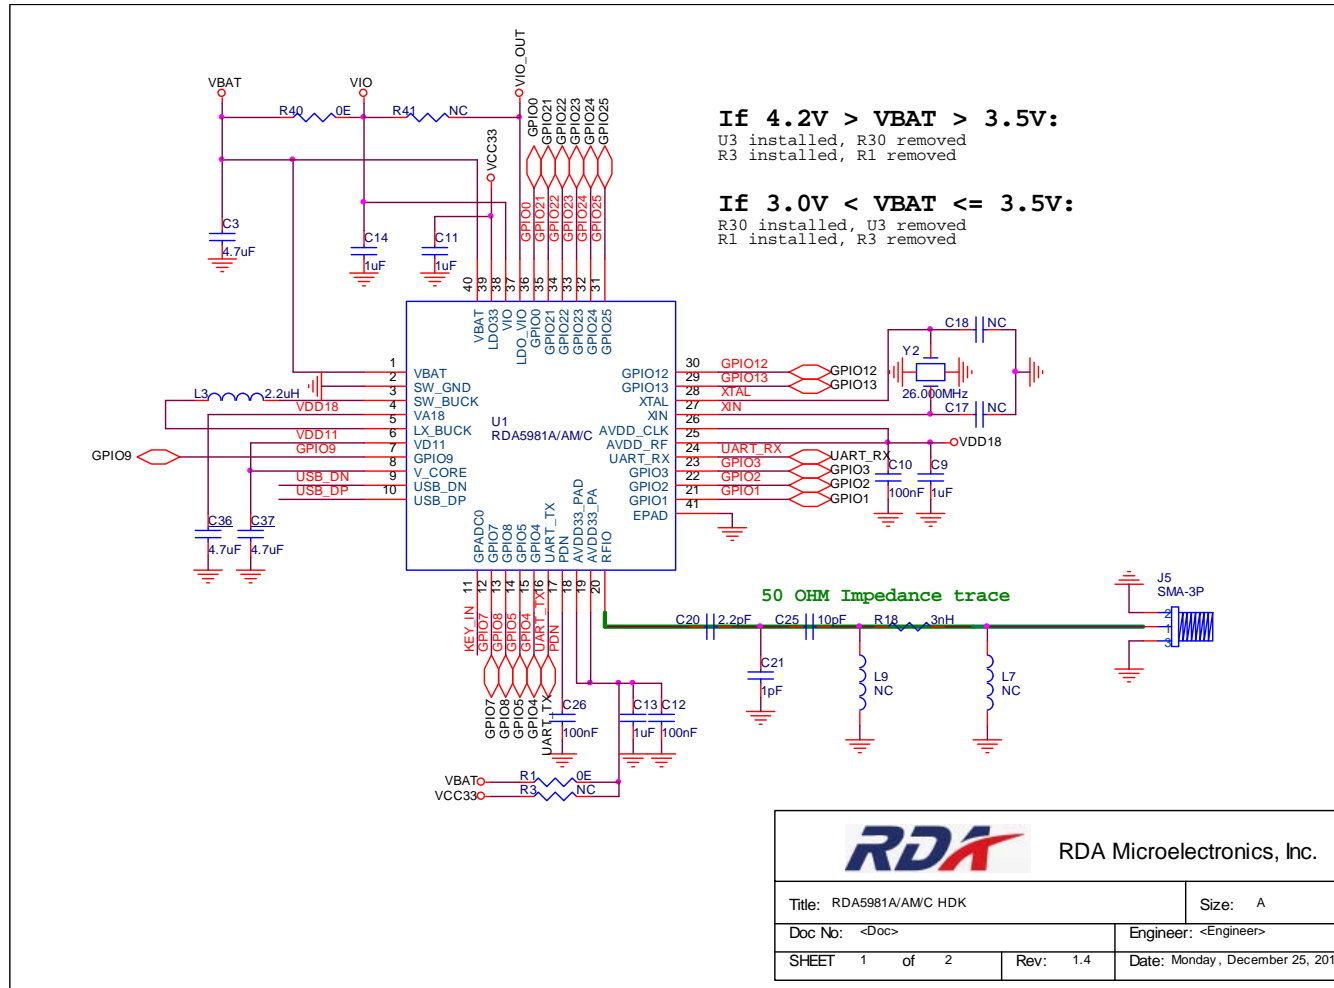 VBAT
VIO
VIO_OUT
R40
0E
R41
NC
VCC33
GPIO0
GPIO21
GPIO22
GPIO23
GPIO24
GPIO25
If 4.2V > VBAT > 3.5V:
U3 installed, R30 removed
R3 installed, R1 removed
If 3.0V < VBAT <= 3.5V:
R30 installed, U3 removed
R1 installed, R3 removed
C3
4.7uF
C14
1uF
C11
1uF
GPIO0
GPIO21
GPIO22
GPIO23
GPIO24
GPIO25
40
39
38
37
36
35
34
33
32
31
VBAT
LDO33
VIO
LDO_VIO
GPIO0
GPIO21
GPIO22
GPIO23
GPIO24
GPIO25
U1
RDA5981A/AM/C
1
VBAT
2
SW_GND
3
SW_BUCK
4
VA18
5
LX_BUCK
6
VD11
7
GPIO9
8
V_CORE
9
USB_DN
10
USB_DP
L3
2.2uH
VDD18
VDD11
GPIO9
GPIO9
USB_DN
USB_DP
C36
4.7uF
C37
4.7uF
30
GPIO12
GPIO12
GPIO12
29
GPIO13
GPIO13
GPIO13
28
XTAL
XTAL
27
XIN
XIN
26
AVDD_CLK
25
AVDD_RF
24
UART_RX
UART_RX
UART_RX
23
GPIO3
GPIO3
GPIO3
22
GPIO2
GPIO2
GPIO2
21
GPIO1
GPIO1
GPIO1
41
EPAD
C18
NC
Y2
26.000MHz
C17
NC
VDD18
C10
100nF
C9
1uF
GPADC0
GPIO7
GPIO8
GPIO5
GPIO4
UART_TX
PDN
AVDD33_PAD
AVDD33_PA
RFIO
11
12
13
14
15
16
17
18
19
20
KEY_IN
GPIO7
GPIO8
GPIO5
GPIO4
UART_TX
PDN
GPIO7
GPIO8
GPIO5
GPIO4
UART_TX
C26
100nF
C13
1uF
C12
100nF
VBAT
R1
0E
VCC33
R3
NC
50 OHM Impedance trace
C20
2.2pF
C25
10pF
R18
3nH
C21
1pF
L9
NC
L7
NC
J5
SMA-3P
2
1
3
RDA
RDA Microelectronics, Inc.
Title: RDA5981A/AM/C HDK
Size: A
Doc No: <Doc>
Engineer: <Engineer>
SHEET 1 of 2
Rev: 1.4
Date: Monday, December 25, 201